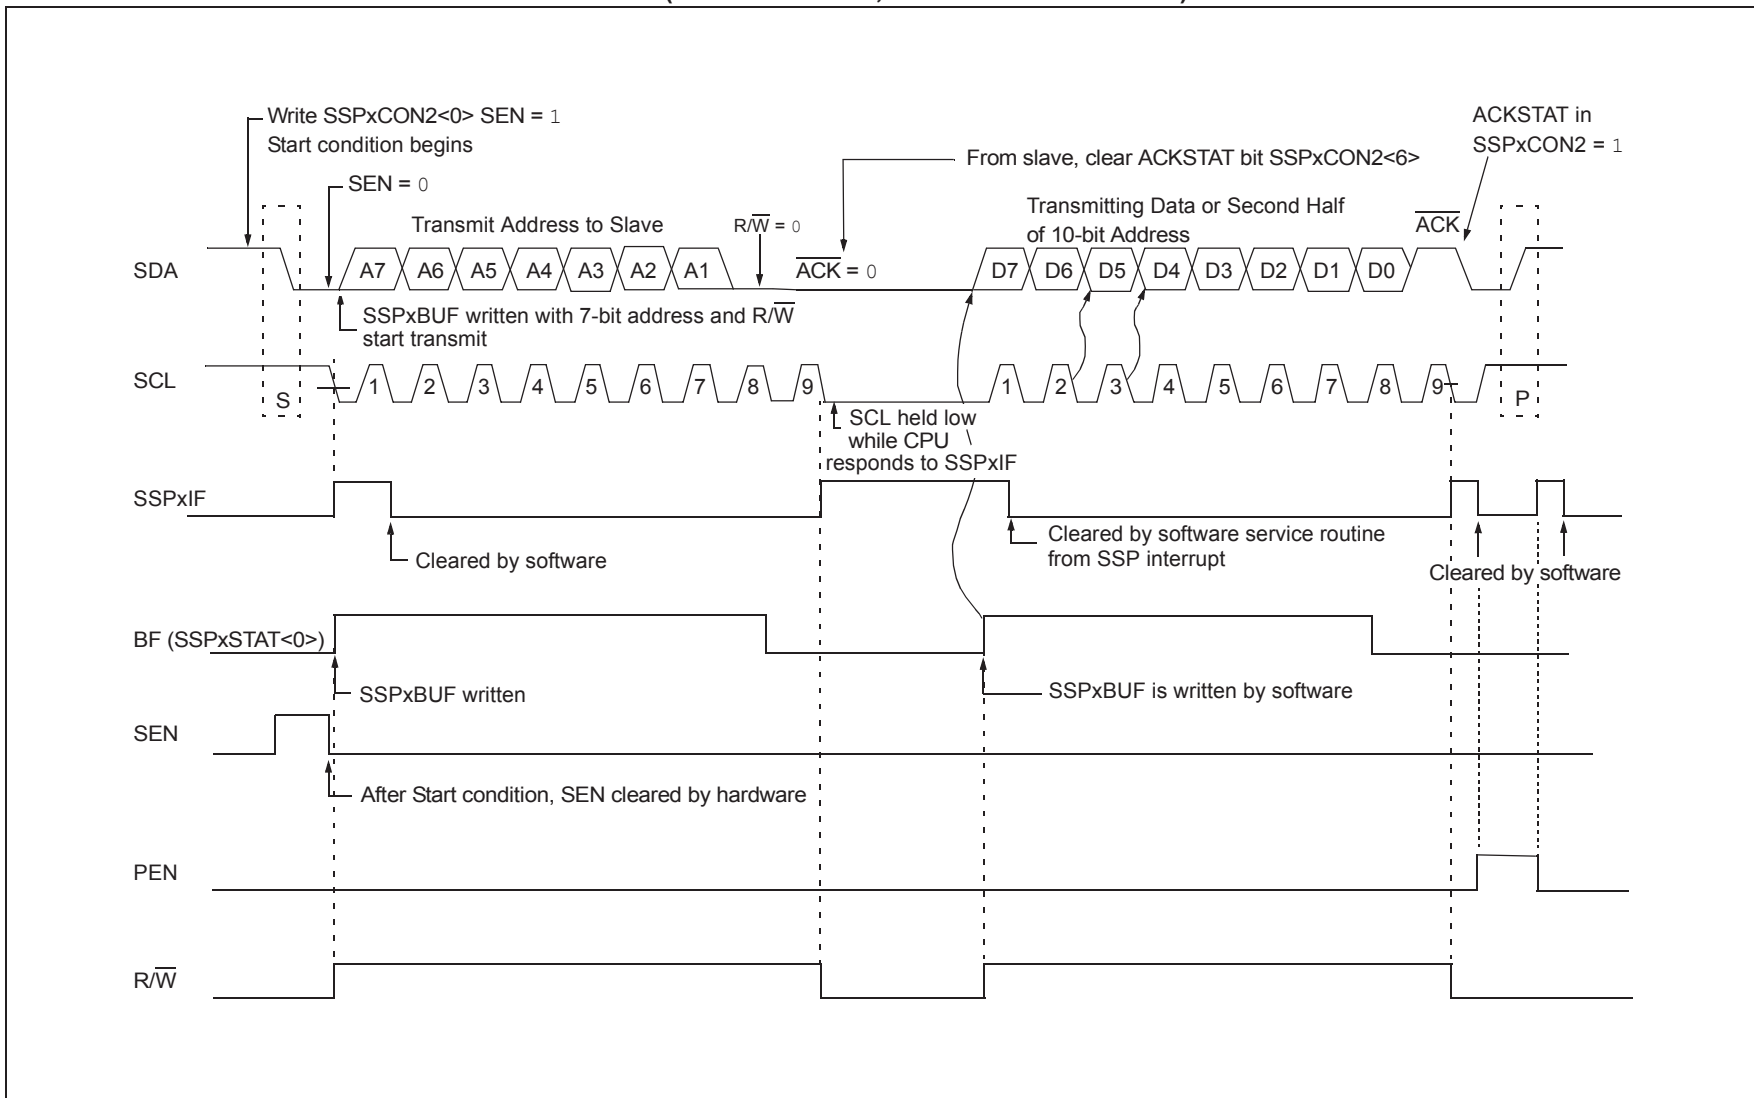 Write SSPxCON2<0> SEN = 1
Start condition begins
ACKSTAT in
SSPxCON2 = 1
From slave, clear ACKSTAT bit SSPxCON2<6>
SEN = 0
Transmit Address to Slave
R/W = 0
Transmitting Data or Second Half
of 10-bit Address
ACK
SDA
A7 A6 A5 A4 A3 A2 A1
ACK = 0
D7 D6 D5 D4 D3 D2 D1 D0
SSPxBUF written with 7-bit address and R/W
start transmit
SCL
S
1 2 3 4 5 6 7 8 9
1 2 3 4 5 6 7 8 9
P
SCL held low
while CPU
responds to SSPxIF
SSPxIF
Cleared by software
Cleared by software service routine
from SSP interrupt
Cleared by software
BF (SSPxSTAT<0>)
SSPxBUF written
SSPxBUF is written by software
SEN
After Start condition, SEN cleared by hardware
PEN
R/W